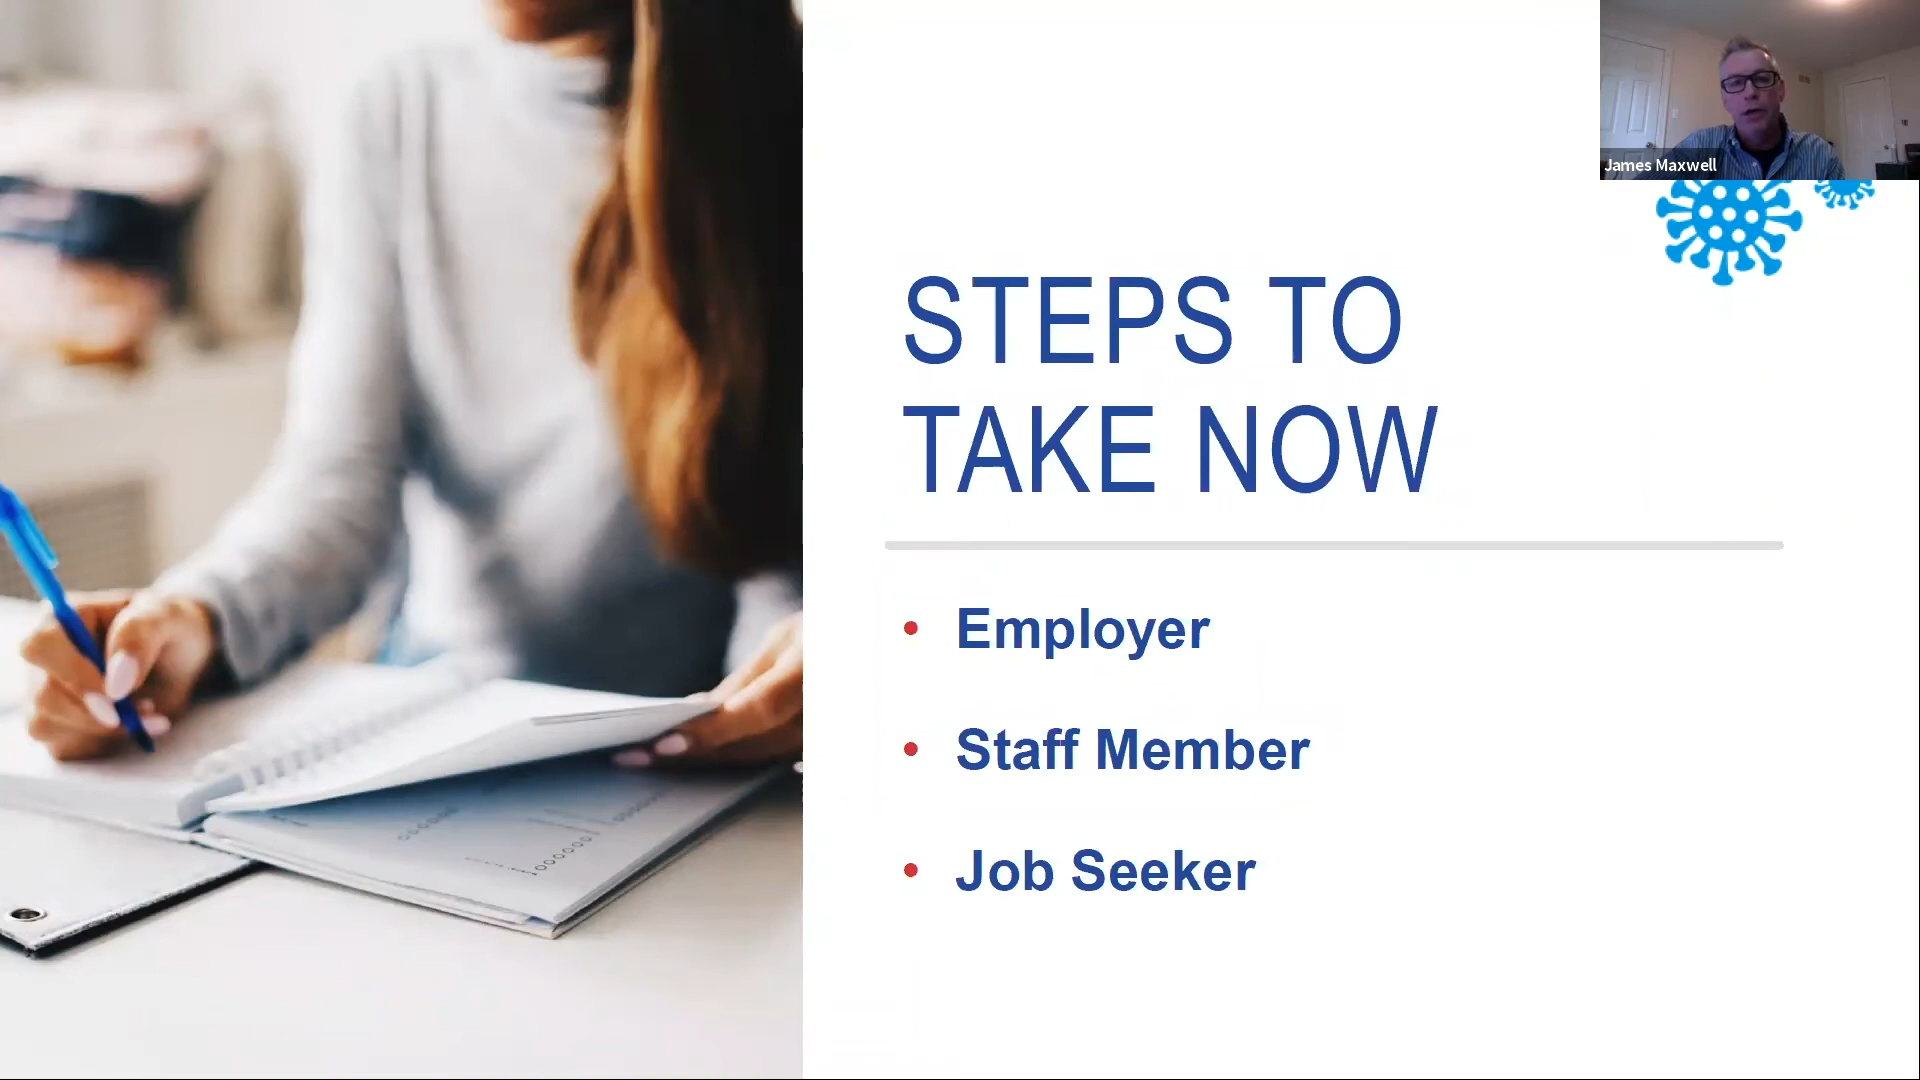 James Maxwell
STEPS TO
TAKE NOW
• Employer
• Staff Member
• Job Seeker